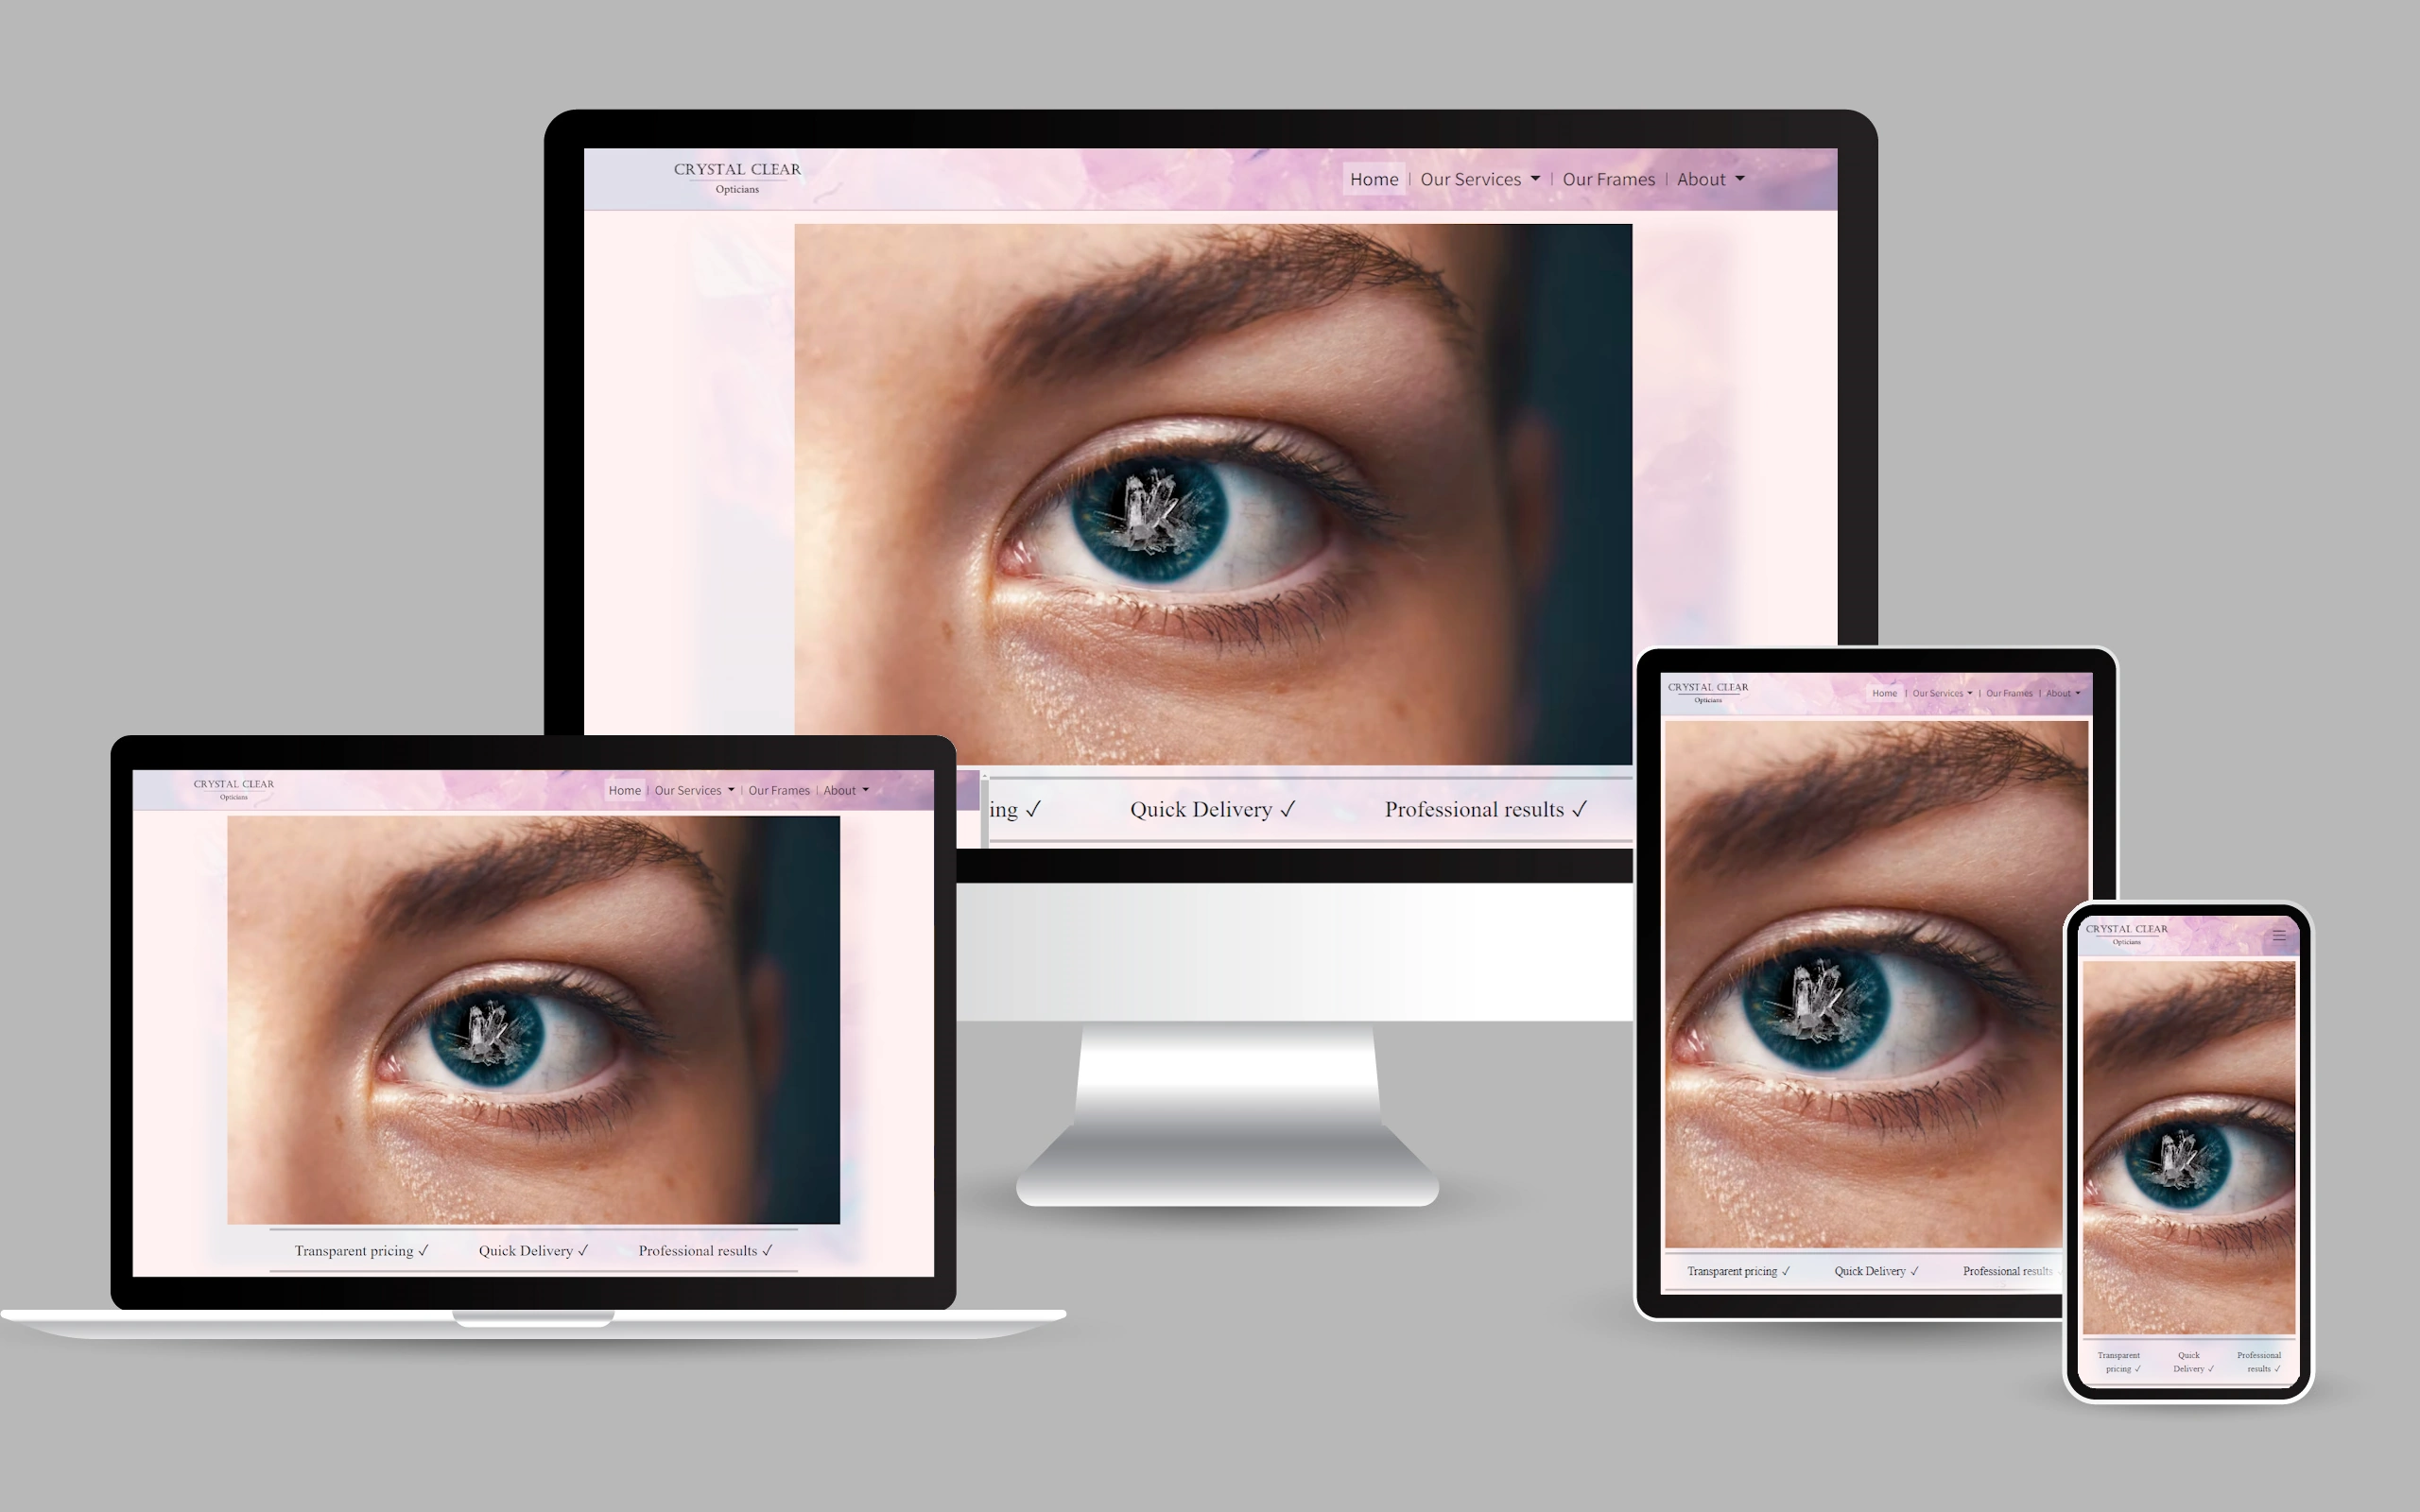 CRYSTAL CLEAR
Opticians
Home | Our Services | Our Frames | About
ing ✓ Quick Delivery ✓ Professional results ✓
CRYSTAL CLEAR
Opticians
Home | Our Services | Our Frames | About
Transparent pricing ✓ Quick Delivery ✓ Professional results ✓
CRYSTAL CLEAR
Opticians
Home | Our Services | Our Frames | About
Transparent pricing ✓ Quick Delivery ✓ Professional results
CRYSTAL CLEAR
Opticians
Transparent Quick Professional
pricing ✓ Delivery ✓ results ✓